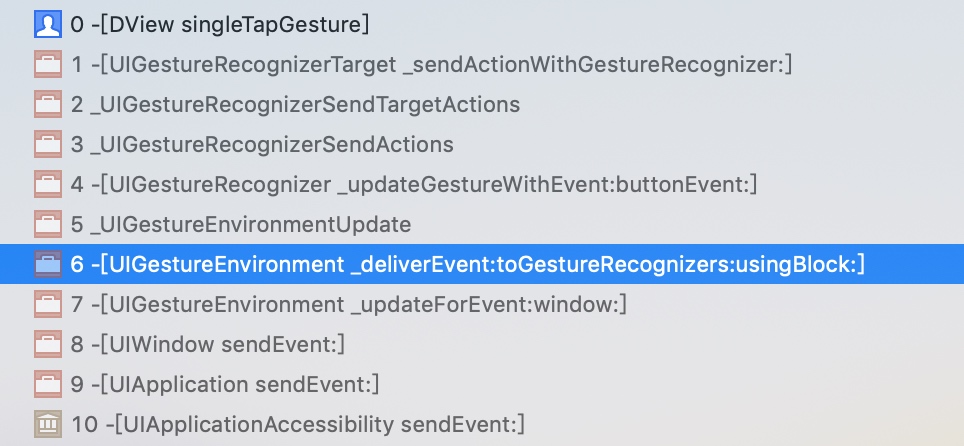 0 -[DView singleTapGesture]
1 -[UIGestureRecognizerTarget _sendActionWithGestureRecognizer:]
2 _UIGestureRecognizerSendTargetActions
3 _UIGestureRecognizerSendActions
4 -[UIGestureRecognizer _updateGestureWithEvent:buttonEvent:]
5 _UIGestureEnvironmentUpdate
6 -[UIGestureEnvironment _deliverEvent:toGestureRecognizers:usingBlock:]
7 -[UIGestureEnvironment _updateForEvent:window:]
8 -[UIWindow sendEvent:]
9 -[UIApplication sendEvent:]
10 -[UIApplicationAccessibility sendEvent:]